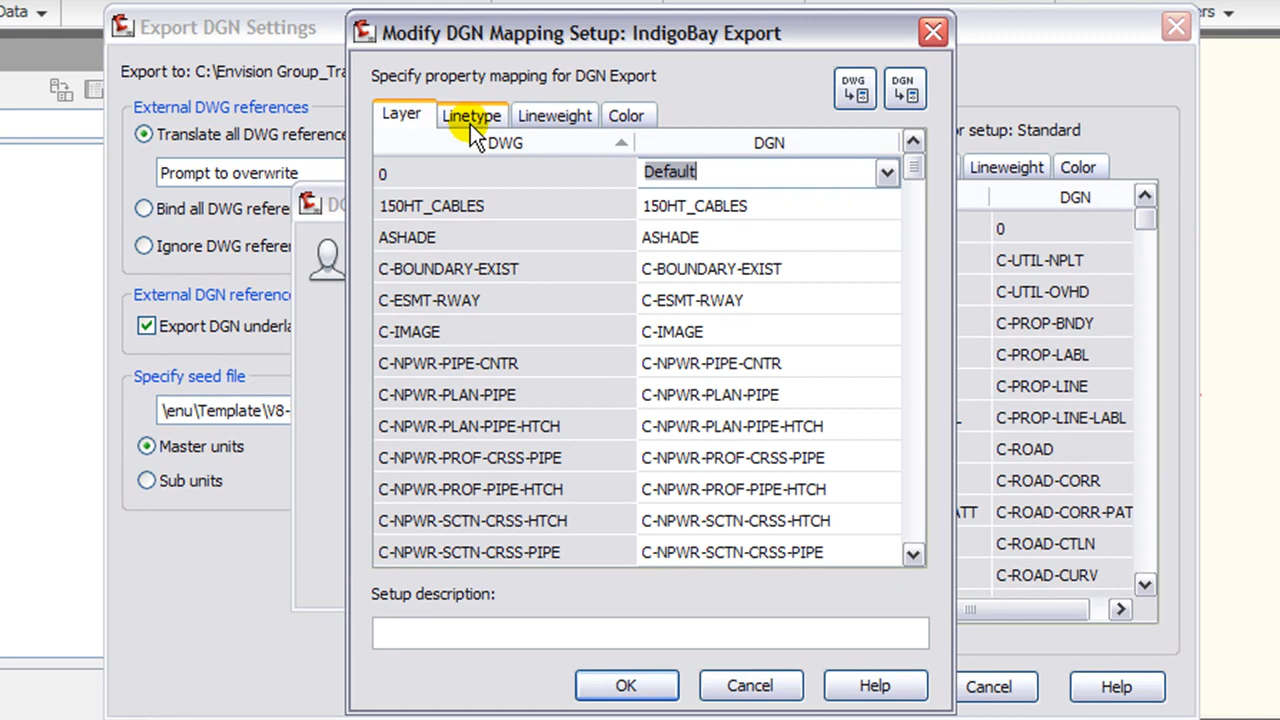 Data
ers
Export DGN Settings
Export to: C:\Envision Group_Tra
External DWG references
Translate all DWG reference
Prompt to overwrite
Bind all DWG refere
Ignore DWG referen
External DGN reference
Export DGN underla
Specify seed file
\enu\Template\V8-
Master units
Sub units
DG
Modify DGN Mapping Setup: IndigoBay Export
Specify property mapping for DGN Export
DWG
DGN
Layer
Linetype
Lineweight
Color
DWG
DGN
0
Default
150HT_CABLES
150HT_CABLES
ASHADE
ASHADE
C-BOUNDARY-EXIST
C-BOUNDARY-EXIST
C-ESMT-RWAY
C-ESMT-RWAY
C-IMAGE
C-IMAGE
C-NPWR-PIPE-CNTR
C-NPWR-PIPE-CNTR
C-NPWR-PLAN-PIPE
C-NPWR-PLAN-PIPE
C-NPWR-PLAN-PIPE-HTCH
C-NPWR-PLAN-PIPE-HTCH
C-NPWR-PROF-CRSS-PIPE
C-NPWR-PROF-CRSS-PIPE
C-NPWR-PROF-PIPE-HTCH
C-NPWR-PROF-PIPE-HTCH
C-NPWR-SCTN-CRSS-HTCH
C-NPWR-SCTN-CRSS-HTCH
C-NPWR-SCTN-CRSS-PIPE
C-NPWR-SCTN-CRSS-PIPE
Setup description:
OK
Cancel
Help
or setup: Standard
Lineweight
Color
DGN
0
C-UTIL-NPLT
C-UTIL-OVHD
C-PROP-BNDY
C-PROP-LABL
C-PROP-LINE
C-PROP-LINE-LABL
C-ROAD
C-ROAD-CORR
ATT
C-ROAD-CORR-PAT
C-ROAD-CTLN
C-ROAD-CURV
Cancel
Help